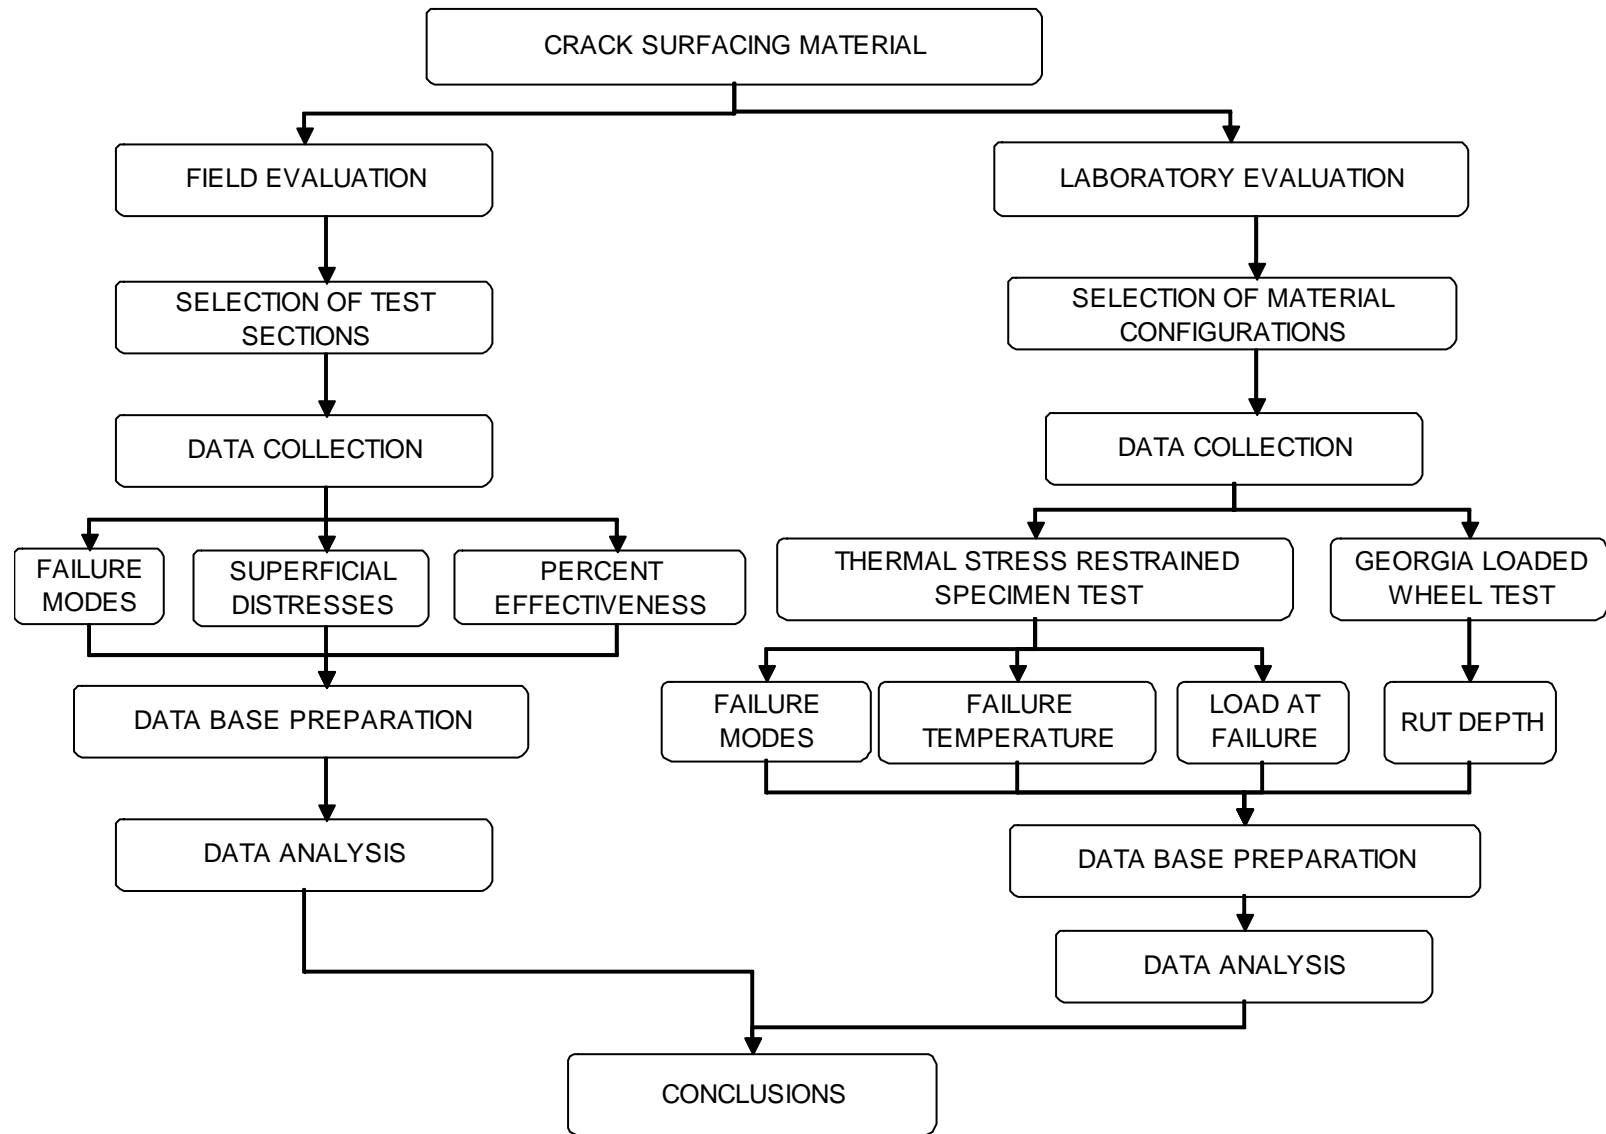 CRACK SURFACING MATERIAL
FIELD EVALUATION
LABORATORY EVALUATION
SELECTION OF TEST
SECTIONS
SELECTION OF MATERIAL
CONFIGURATIONS
DATA COLLECTION
DATA COLLECTION
FAILURE
MODES
SUPERFICIAL
DISTRESSES
PERCENT
EFFECTIVENESS
THERMAL STRESS RESTRAINED
SPECIMEN TEST
GEORGIA LOADED
WHEEL TEST
DATA BASE PREPARATION
FAILURE
MODES
FAILURE
TEMPERATURE
LOAD AT
FAILURE
RUT DEPTH
DATA ANALYSIS
DATA BASE PREPARATION
DATA ANALYSIS
CONCLUSIONS